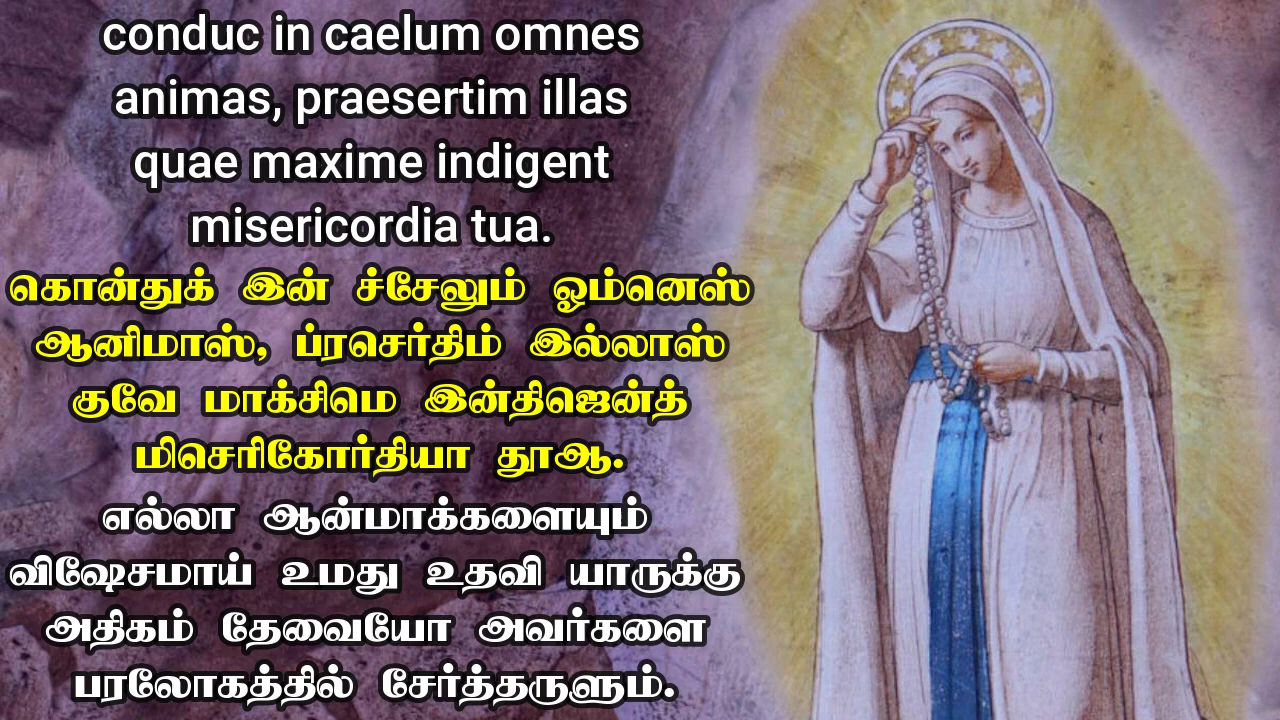 conduc in caelum omnes
animas, praesertim illas
quae maxime indigent
misericordia tua.
கொன்துக் இன் ச்சேலும் ஓம்னெஸ்
ஆனிமாஸ், ப்ரசெர்திம் இல்லாஸ்
குவே மாக்சிமெ இன்திஜென்த்
மிசெரிகோர்தியா தூஆ.
எல்லா ஆன்மாக்களையும்
விஷேசமாய் உமது உதவி யாருக்கு
அதிகம் தேவையோ அவர்களை
பரலோகத்தில் சேர்த்தருளும்.